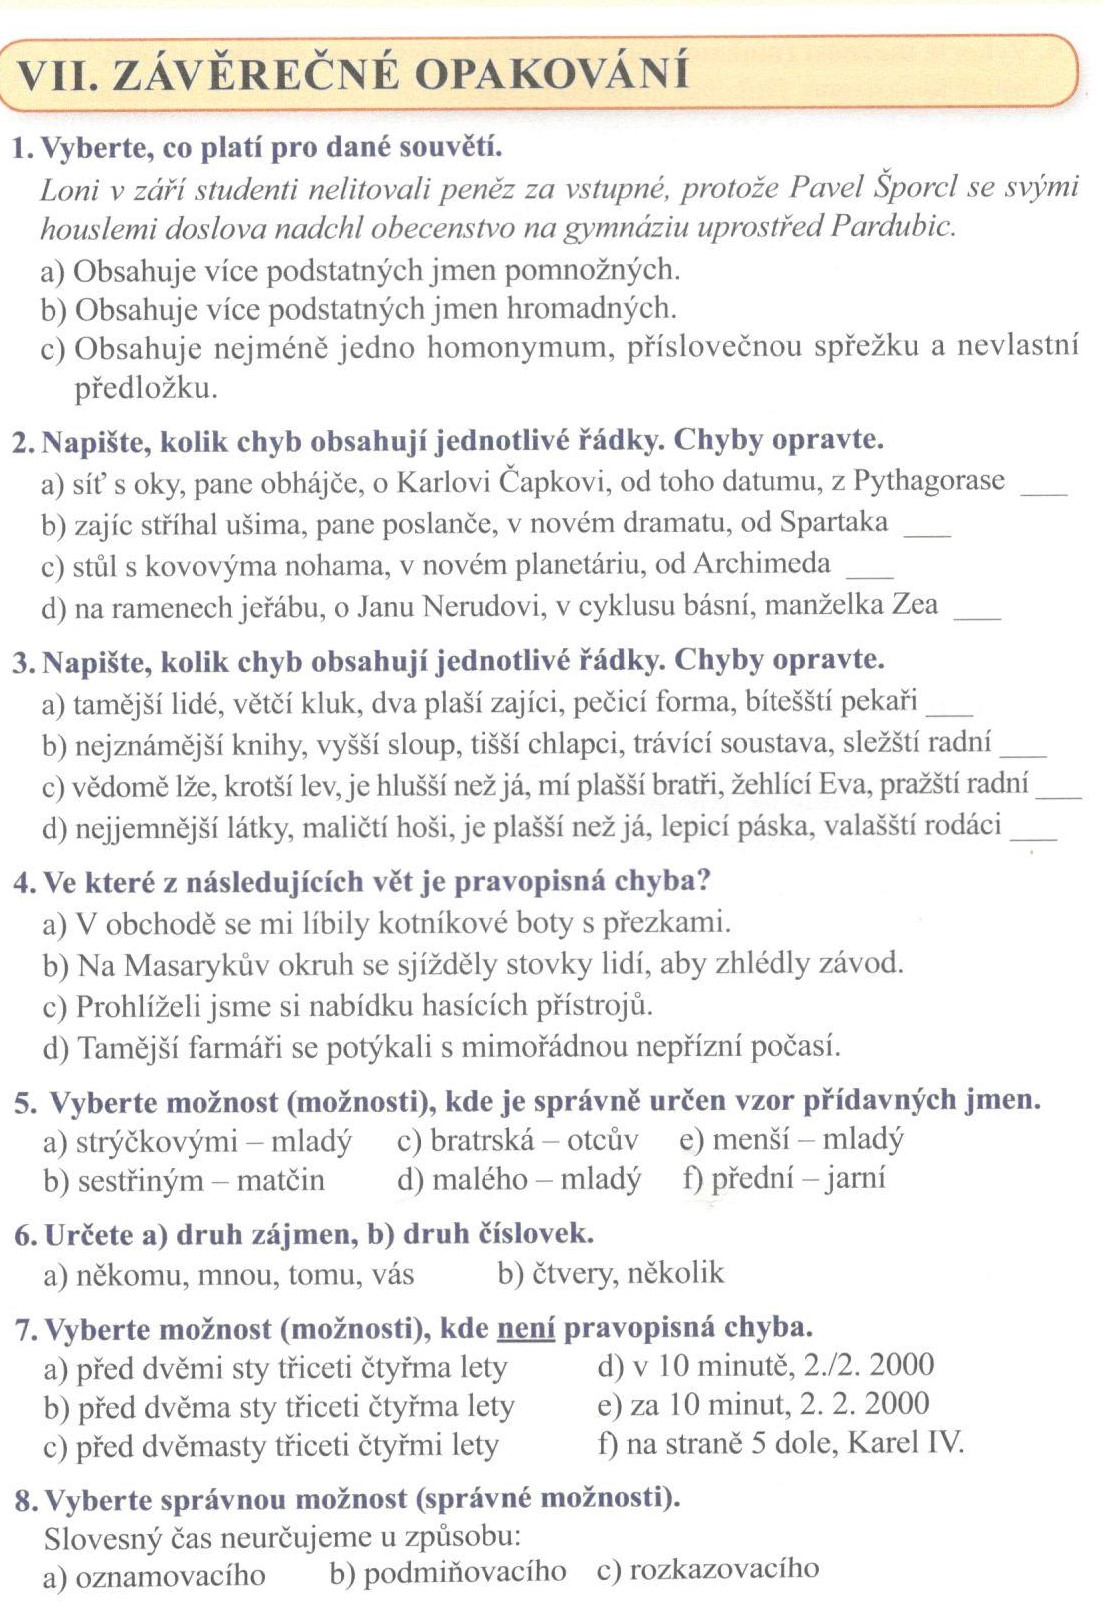 VII. ZÁVĚREČNÉ OPAKOVÁNÍ
1. Vyberte, co platí pro dané souvětí.
Loni v září studenti nelitovali peněz za vstupné, protože Pavel Šporcl se svými
houslemi doslova nadchl obecenstvo na gymnáziu uprostřed Pardubic.
a) Obsahuje více podstatných jmen pomnožných.
b) Obsahuje více podstatných jmen hromadných.
c) Obsahuje nejméně jedno homonymum, příslovečnou spřežku a nevlastní
předložku.
2. Napište, kolik chyb obsahují jednotlivé řádky. Chyby opravte.
a) síť s oky, pane obhájče, o Karlovi Čapkovi, od toho datumu, z Pythagorase ___
b) zajíc stříhal ušima, pane poslanče, v novém dramatu, od Spartaka ___
c) stůl s kovovýma nohama, v novém planetáriu, od Archimeda ___
d) na ramenech jeřábu, o Janu Nerudovi, v cyklusu básní, manželka Zea ___
3. Napište, kolik chyb obsahují jednotlivé řádky. Chyby opravte.
a) tamější lidé, větčí kluk, dva plaší zajíci, pečicí forma, bítešští pekaři ___
b) nejznámější knihy, vyšší sloup, tišší chlapci, trávící soustava, sležští radní ___
c) vědomě lže, krotší lev, je hlušší než já, mí plašší bratři, žehlící Eva, pražští radní ___
d) nejjemnější látky, maličtí hoši, je plašší než já, lepicí páska, valašští rodáci ___
4. Ve které z následujících vět je pravopisná chyba?
a) V obchodě se mi líbily kotníkové boty s přezkami.
b) Na Masarykův okruh se sjížděly stovky lidí, aby zhlédly závod.
c) Prohlíželi jsme si nabídku hasících přístrojů.
d) Tamější farmáři se potýkali s mimořádnou nepřízní počasí.
5. Vyberte možnost (možnosti), kde je správně určen vzor přídavných jmen.
a) strýčkovými – mladý c) bratrská – otcův e) menší – mladý
b) sestřiným – matčin d) malého – mladý f) přední – jarní
6. Určete a) druh zájmen, b) druh číslovek.
a) někomu, mnou, tomu, vás b) čtvery, několik
7. Vyberte možnost (možnosti), kde není pravopisná chyba.
a) před dvěmi sty třiceti čtyřma lety d) v 10 minutě, 2./2. 2000
b) před dvěma sty třiceti čtyřma lety e) za 10 minut, 2. 2. 2000
c) před dvěmasty třiceti čtyřmi lety f) na straně 5 dole, Karel IV.
8. Vyberte správnou možnost (správné možnosti).
Slovesný čas neurčujeme u způsobu:
a) oznamovacího b) podmiňovacího c) rozkazovacího